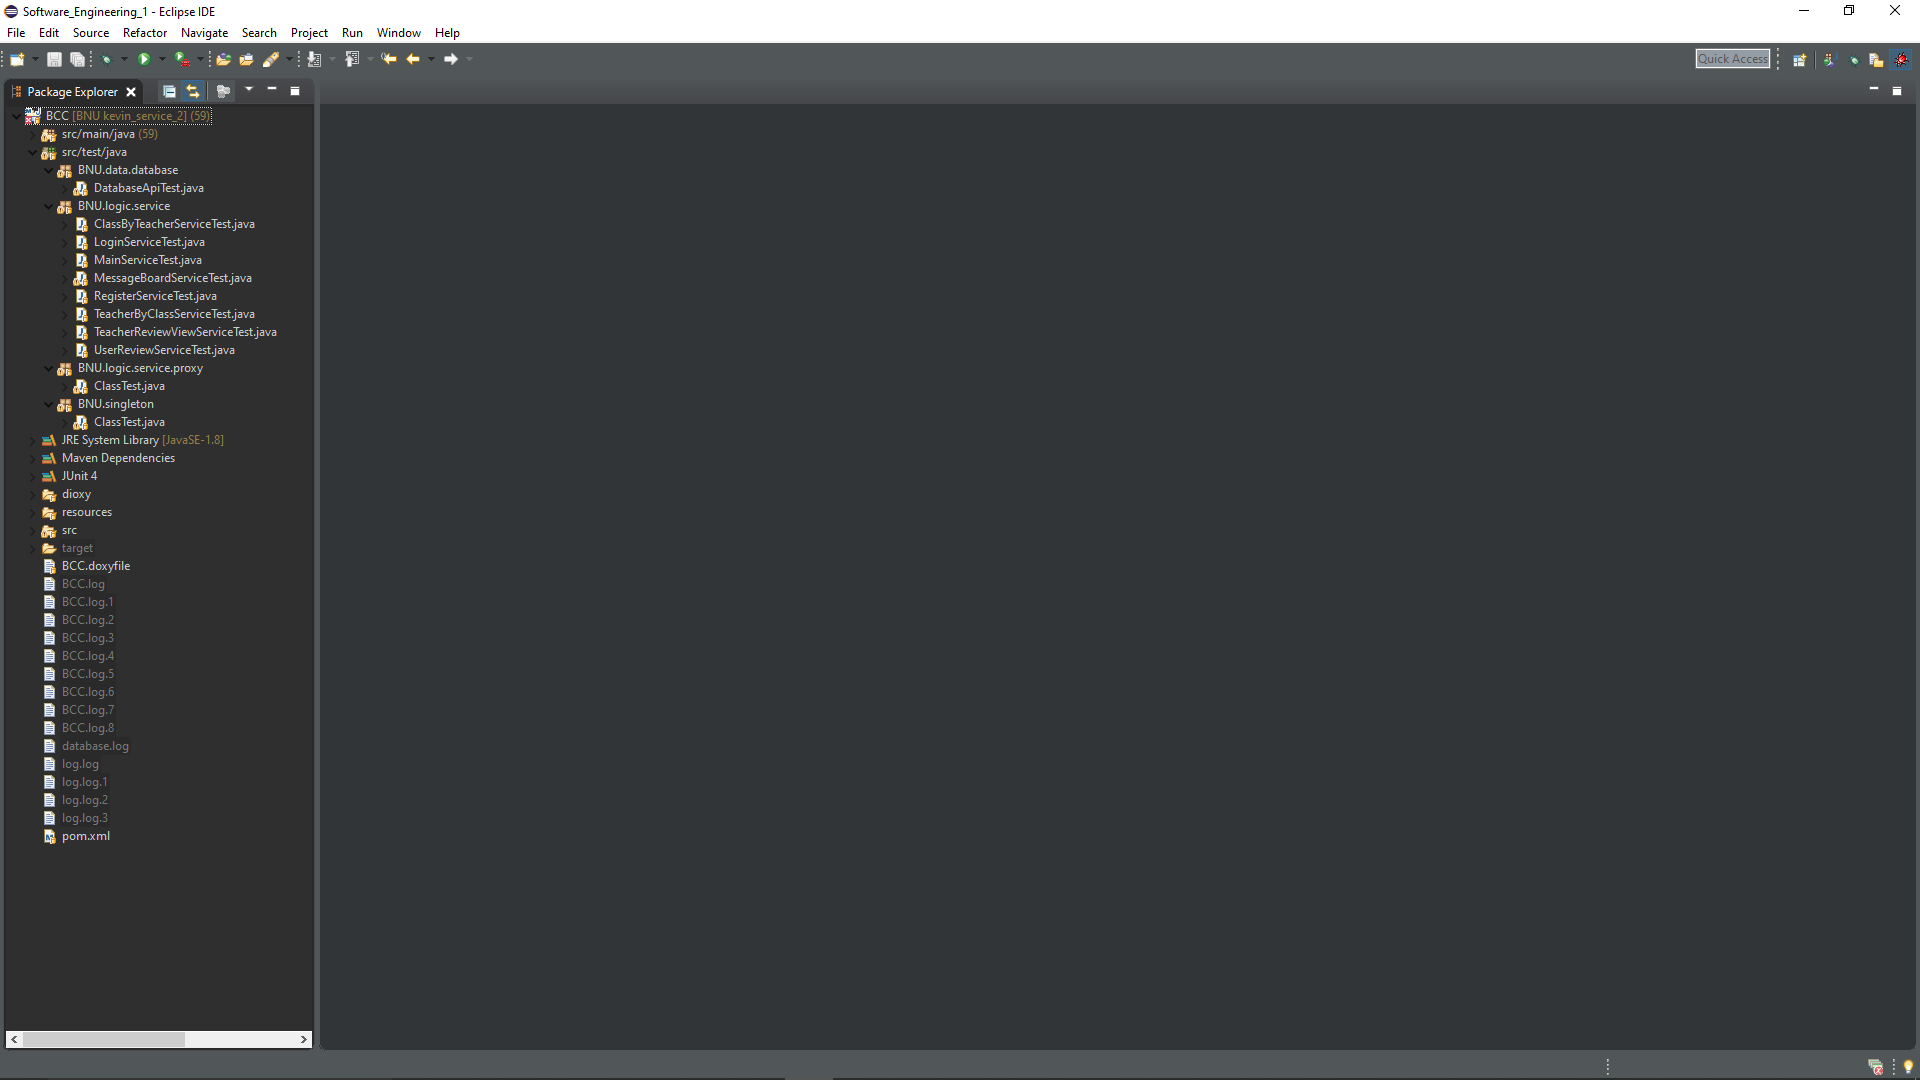 Software_Engineering_1 - Eclipse IDE
File Edit Source Refactor Navigate Search Project Run Window Help
Quick Access
Package Explorer
BCC [BNU kevin_service_2] (59)
src/main/java (59)
src/test/java
BNU.data.database
DatabaseApiTest.java
BNU.logic.service
ClassByTeacherServiceTest.java
LoginServiceTest.java
MainServiceTest.java
MessageBoardServiceTest.java
RegisterServiceTest.java
TeacherByClassServiceTest.java
TeacherReviewViewServiceTest.java
UserReviewServiceTest.java
BNU.logic.service.proxy
ClassTest.java
BNU.singleton
ClassTest.java
JRE System Library [JavaSE-1.8]
Maven Dependencies
JUnit 4
dioxy
resources
src
target
BCC.doxyfile
BCC.log
BCC.log.1
BCC.log.2
BCC.log.3
BCC.log.4
BCC.log.5
BCC.log.6
BCC.log.7
BCC.log.8
database.log
log.log
log.log.1
log.log.2
log.log.3
pom.xml